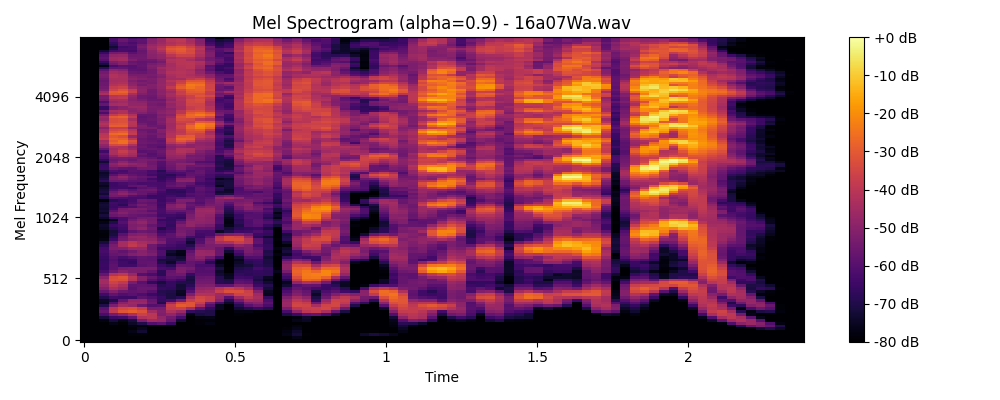 Mel Spectrogram (alpha=0.9) - 16a07Wa.wav
+0 dB
-10 dB
-20 dB
-30 dB
-40 dB
-50 dB
-60 dB
-70 dB
-80 dB
Mel Frequency
4096
2048
1024
512
0
0
0.5
1
1.5
2
Time